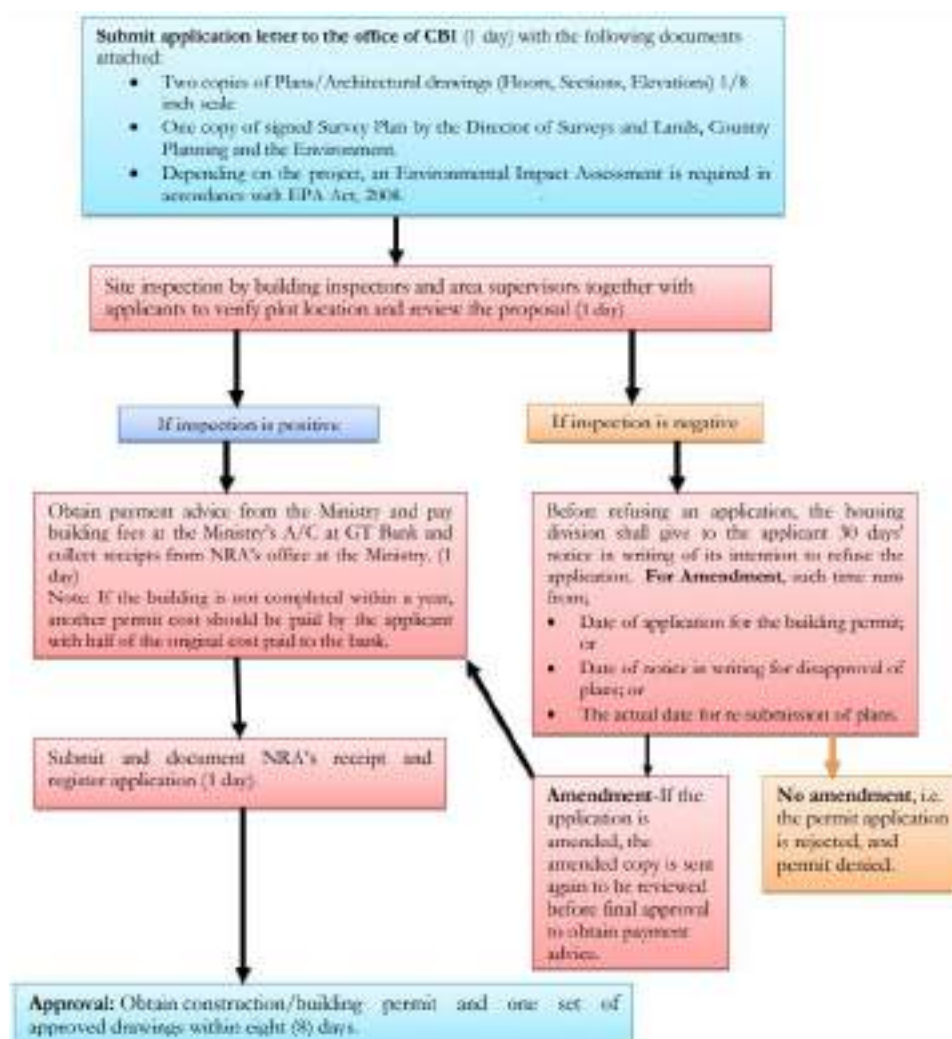 Submit application letter to the office of CBI (1 day) with the following documents
attached:
• Two copies of Plans/Architectural drawings (Floors, Sections, Elevations) 1/8
inch scale
• One copy of signed Survey Plan by the Director of Surveys and Lands, Country
Planning and the Environment.
• Depending on the project, an Environmental Impact Assessment is required in
accordance with EPA Act, 2008.
Site inspection by building inspectors and area supervisors together with
applicants to verify plot location and review the proposal (1 day)
If inspection is positive
If inspection is negative
Obtain payment advice from the Ministry and pay
building fees at the Ministry's A/C at GT Bank and
collect receipts from NRA's office at the Ministry. (1
day)
Note: If the building is not completed within a year,
another permit cost should be paid by the applicant
with half of the original cost paid to the bank.
Before refusing an application, the housing
division shall give to the applicant 30 days'
notice in writing of its intention to refuse the
application. For Amendment, such time runs
from;
• Date of application for the building permit;
or
• Date of notice in writing for disapproval of
plans; or
• The actual date for re-submission of plans.
Submit and document NRA's receipt and
register application (1 day)
Amendment-If the
application is
amended, the
amended copy is sent
again to be reviewed
before final approval
to obtain payment
advice.
No amendment, i.e.
the permit application
is rejected, and
permit denied.
Approval: Obtain construction/building permit and one set of
approved drawings within eight (8) days.